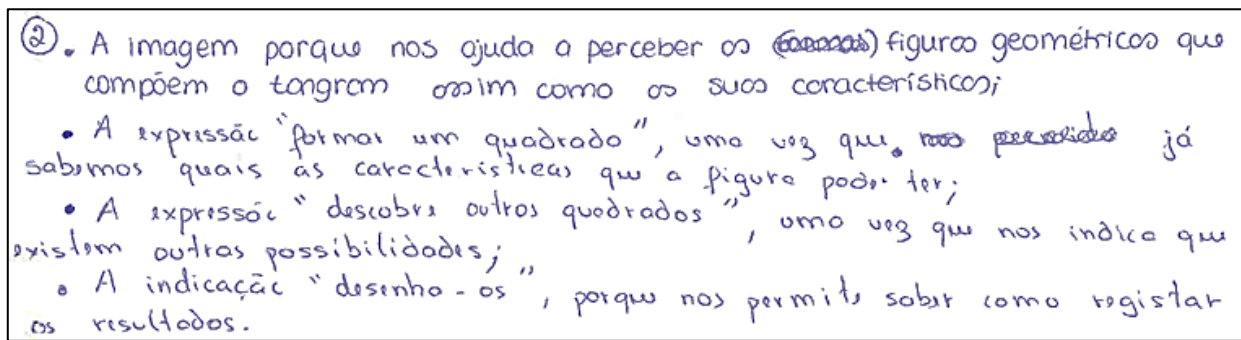 ②. A imagem porque nos ajuda a perceber as figuras geométricas que
compõem o tangram assim como as suas características;
• A expressão "formar um quadrado", uma vez que já
sabemos quais as características que a figura pode ter;
• A expressão "descobre outros quadrados", uma vez que nos indica que
existem outras possibilidades;
• A indicação "desenha-os", porque nos permite saber como registar
os resultados.